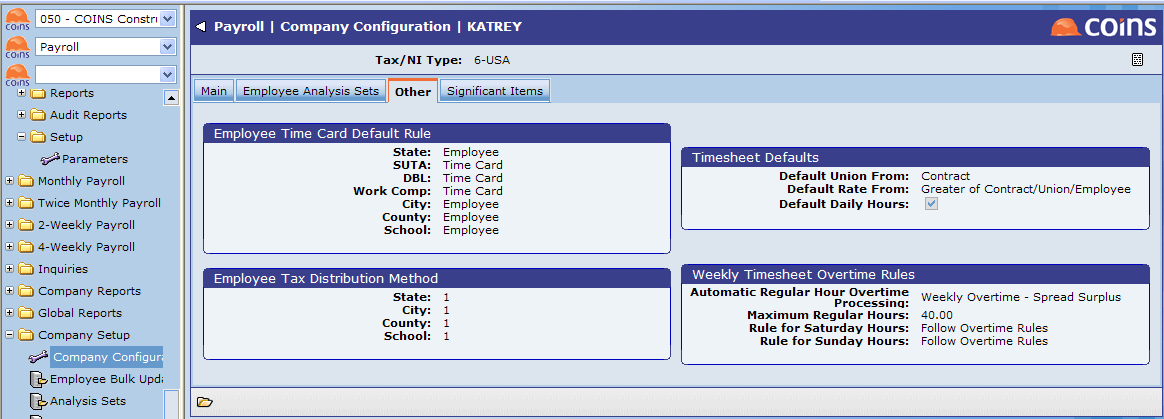 coins
050 - COINS Constru
coins
Payroll
coins
Reports
Audit Reports
Setup
Parameters
Monthly Payroll
Twice Monthly Payroll
2-Weekly Payroll
4-Weekly Payroll
Inquiries
Company Reports
Global Reports
Company Setup
Company Configura
Employee Bulk Upda
Analysis Sets
Payroll | Company Configuration | KATREY
coins
Tax/NI Type: 6-USA
Main Employee Analysis Sets Other Significant Items
Employee Time Card Default Rule
State: Employee
SUTA: Time Card
DBL: Time Card
Work Comp: Time Card
City: Employee
County: Employee
School: Employee
Employee Tax Distribution Method
State: 1
City: 1
County: 1
School: 1
Timesheet Defaults
Default Union From: Contract
Default Rate From: Greater of Contract/Union/Employee
Default Daily Hours:
Weekly Timesheet Overtime Rules
Automatic Regular Hour Overtime
Processing: Weekly Overtime - Spread Surplus
Maximum Regular Hours: 40.00
Rule for Saturday Hours: Follow Overtime Rules
Rule for Sunday Hours: Follow Overtime Rules